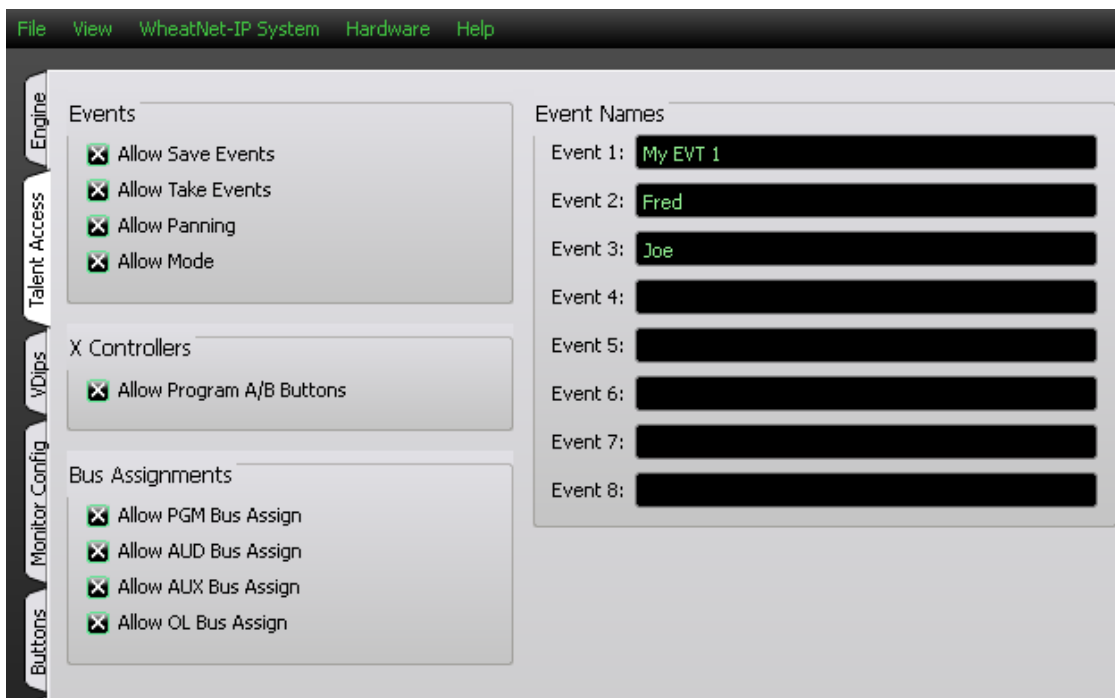 File View WheatNet-IP System Hardware Help
Engine
Talent Access
VDips
Monitor Config
Buttons
Events
Allow Save Events
Allow Take Events
Allow Panning
Allow Mode
X Controllers
Allow Program A/B Buttons
Bus Assignments
Allow PGM Bus Assign
Allow AUD Bus Assign
Allow AUX Bus Assign
Allow OL Bus Assign
Event Names
Event 1: My EVT 1
Event 2: Fred
Event 3: Joe
Event 4:
Event 5:
Event 6:
Event 7:
Event 8: